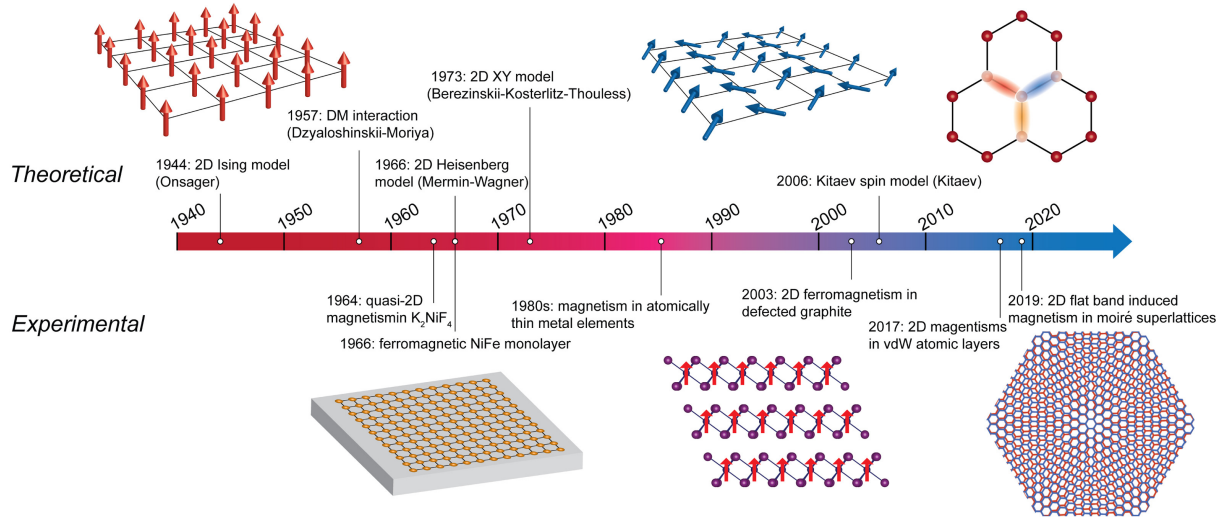 1973: 2D XY model
(Berezinskii-Kosterlitz-Thouless)
1957: DM interaction
(Dzyaloshinskii-Moriya)
Theoretical
1944: 2D Ising model
(Onsager)
1966: 2D Heisenberg
model (Mermin-Wagner)
2006: Kitaev spin model (Kitaev)
1940 1950 1960 1970 1980 1990 2000 2010 2020
Experimental
1964: quasi-2D
magnetismin K₂NiF₄
1966: ferromagnetic NiFe monolayer
1980s: magnetism in atomically
thin metal elements
2003: 2D ferromagnetism in
defected graphite
2017: 2D magentisms
in vdW atomic layers
2019: 2D flat band induced
magnetism in moiré superlattices